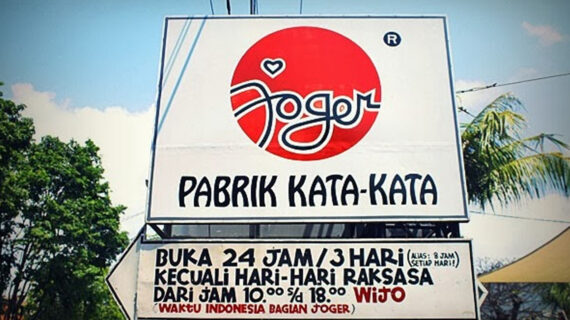 ®
Joger
PABRIK KATA-KATA
BUKA 24 JAM/3 HARI (ALIAS: 8 JAM SETIAP HARI!)
KECUALI HARI-HARI RAKSASA
DARI JAM 10.00 S/d 18.00 WIJO
(WAKTU INDONESIA BAGIAN JOGER)